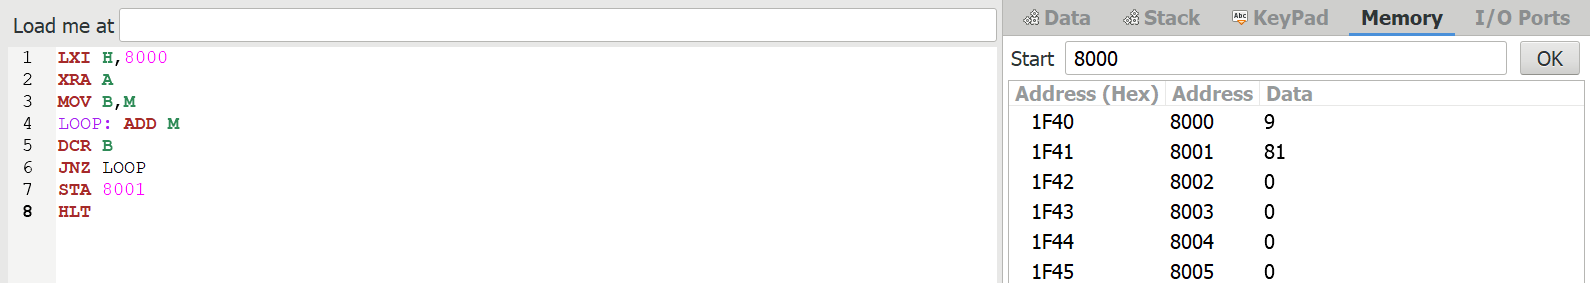 Load me at
1 LXI H,8000
2 XRA A
3 MOV B,M
4 LOOP: ADD M
5 DCR B
6 JNZ LOOP
7 STA 8001
8 HLT
Data Stack Abc KeyPad Memory I/O Ports
Start 8000 OK
Address (Hex) Address Data
1F40 8000 9
1F41 8001 81
1F42 8002 0
1F43 8003 0
1F44 8004 0
1F45 8005 0